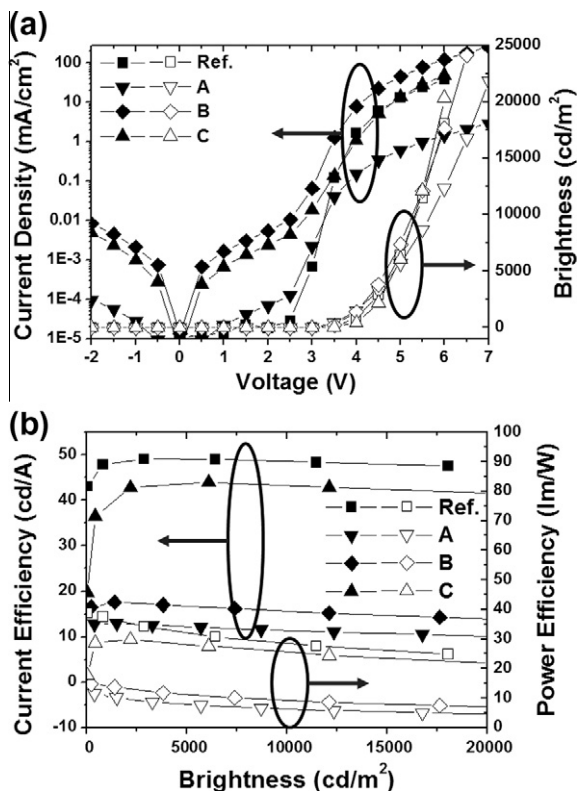 (a)
Current Density (mA/cm²)
100
10
1
0.1
0.01
1E-3
1E-4
1E-5
Ref.
A
B
C
25000
20000
15000
10000
5000
0
Brightness (cd/m²)
-2 -1 0 1 2 3 4 5 6 7
Voltage (V)
(b)
Current Efficiency (cd/A)
50
40
30
20
10
0
-10
Ref.
A
B
C
100
90
80
70
60
50
40
30
20
10
0
Power Efficiency (lm/W)
0 5000 10000 15000 20000
Brightness (cd/m²)